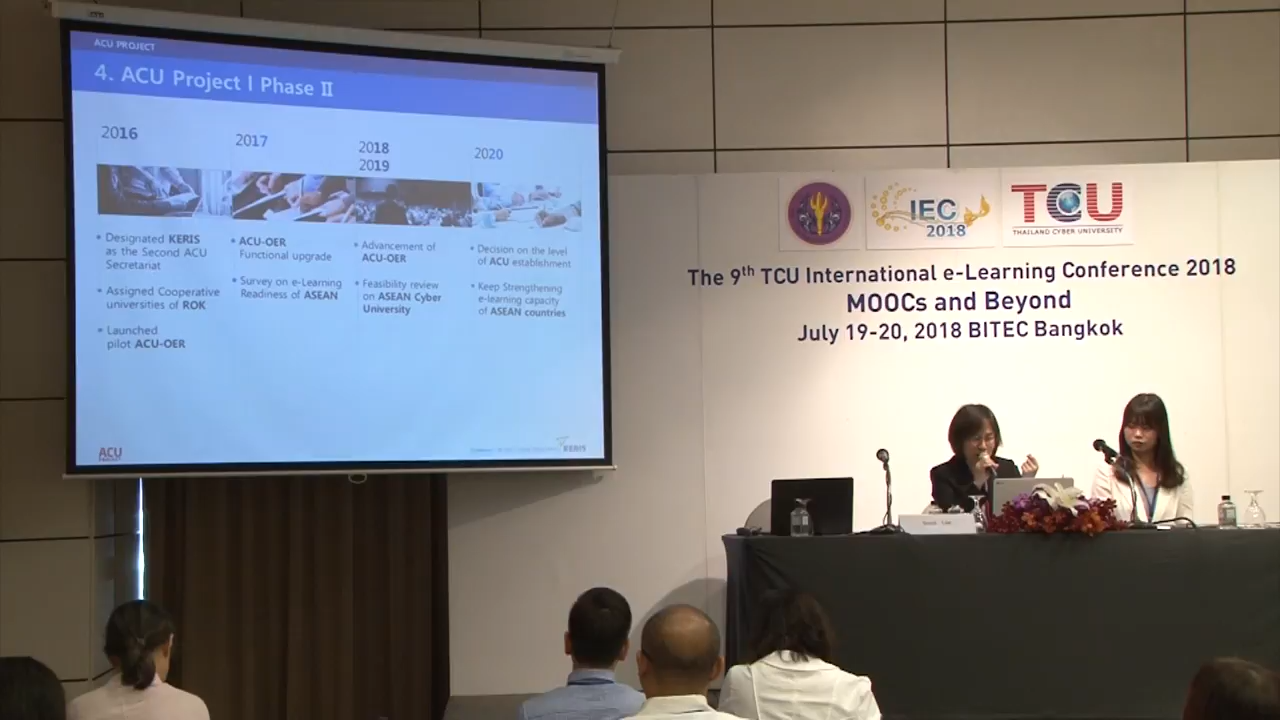 ACU PROJECT
4. ACU Project | Phase Ⅱ
2016
2017
2018
2019
2020
• Designated KERIS
as the Second ACU
Secretariat
• Assigned Cooperative
universities of ROK
• Launched
pilot ACU-OER
• ACU-OER
Functional upgrade
• Survey on e-Learning
Readiness of ASEAN
• Advancement of
ACU-OER
• Feasibility review
on ASEAN Cyber
University
• Decision on the level
of ACU establishment
• Keep Strengthening
e-learning capacity
of ASEAN countries
ACU
PROJECT
KERIS
IEC
2018
TCU
THAILAND CYBER UNIVERSITY
The 9th TCU International e-Learning Conference 2018
MOOCs and Beyond
July 19-20, 2018 BITEC Bangkok